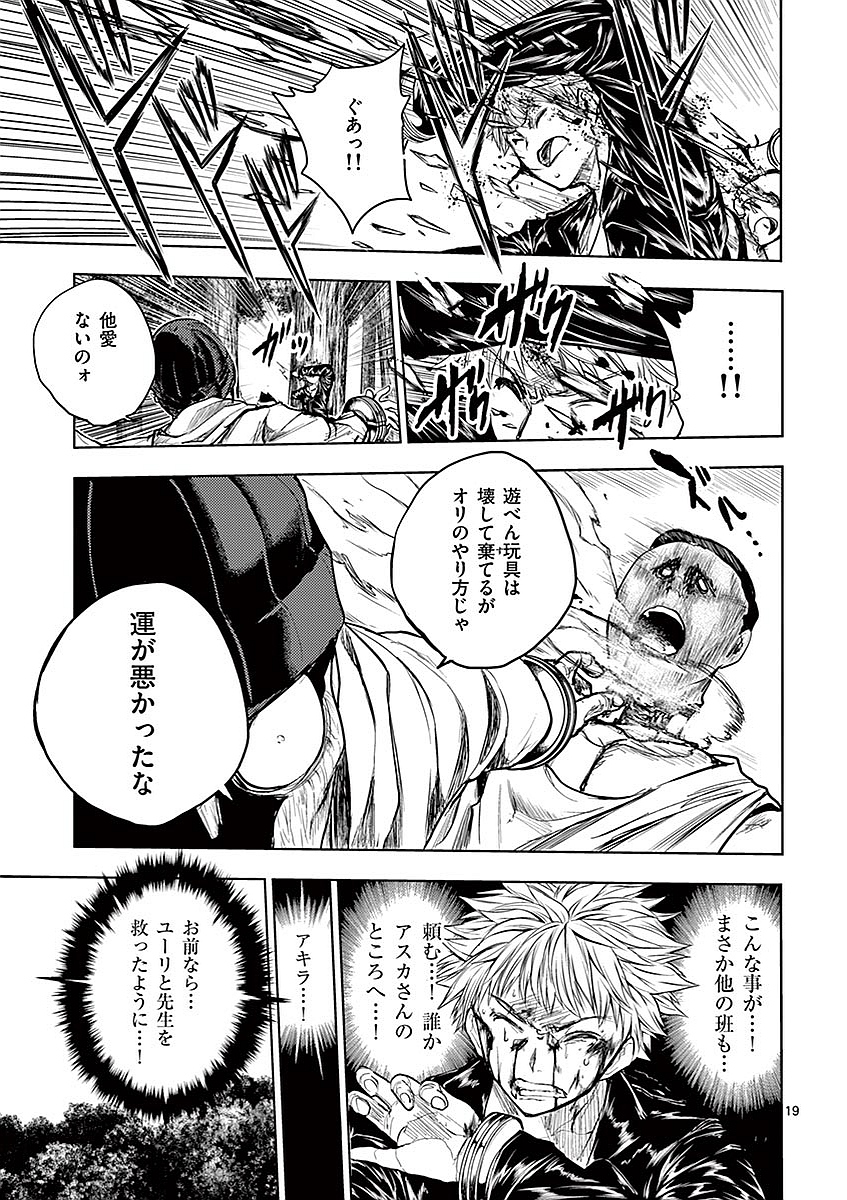 ぐあっ!!
……!!
ザク
ザク
ザク
他愛
ないのォ
遊べん玩具は
壊して棄てるが
す
オリのやり方じゃ
運が悪かったな
こんな事が…!
まさか他の班も…
頼む…!誰か
アスカさんの
ところへ…!
アキラ…!
お前なら…
ユーリと先生を
救ったように…!
19